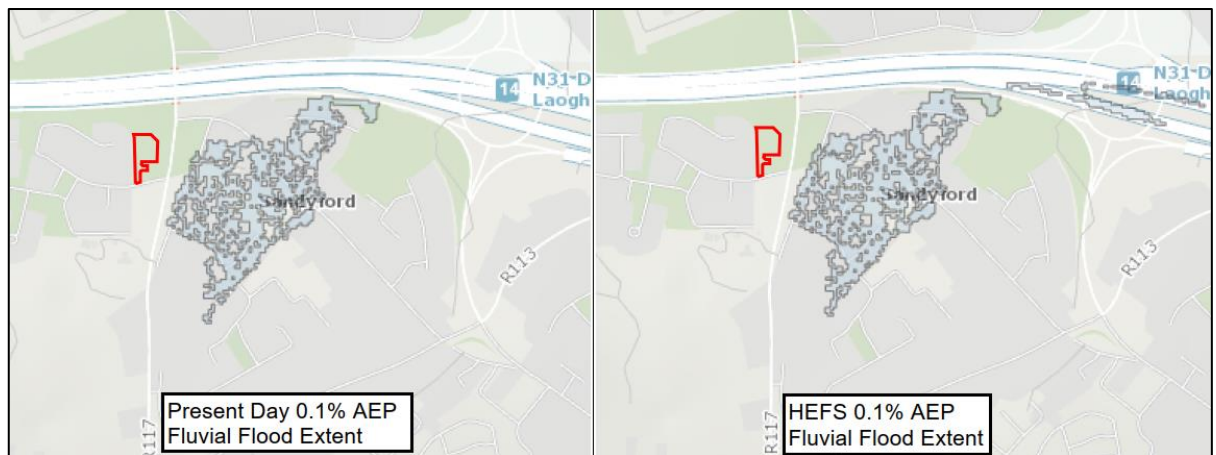 14
N31 D
Laogh
Sandyford
R113
R117
Present Day 0.1% AEP
Fluvial Flood Extent
14
N31 D
Laogh
Sandyford
R113
R117
HEFS 0.1% AEP
Fluvial Flood Extent